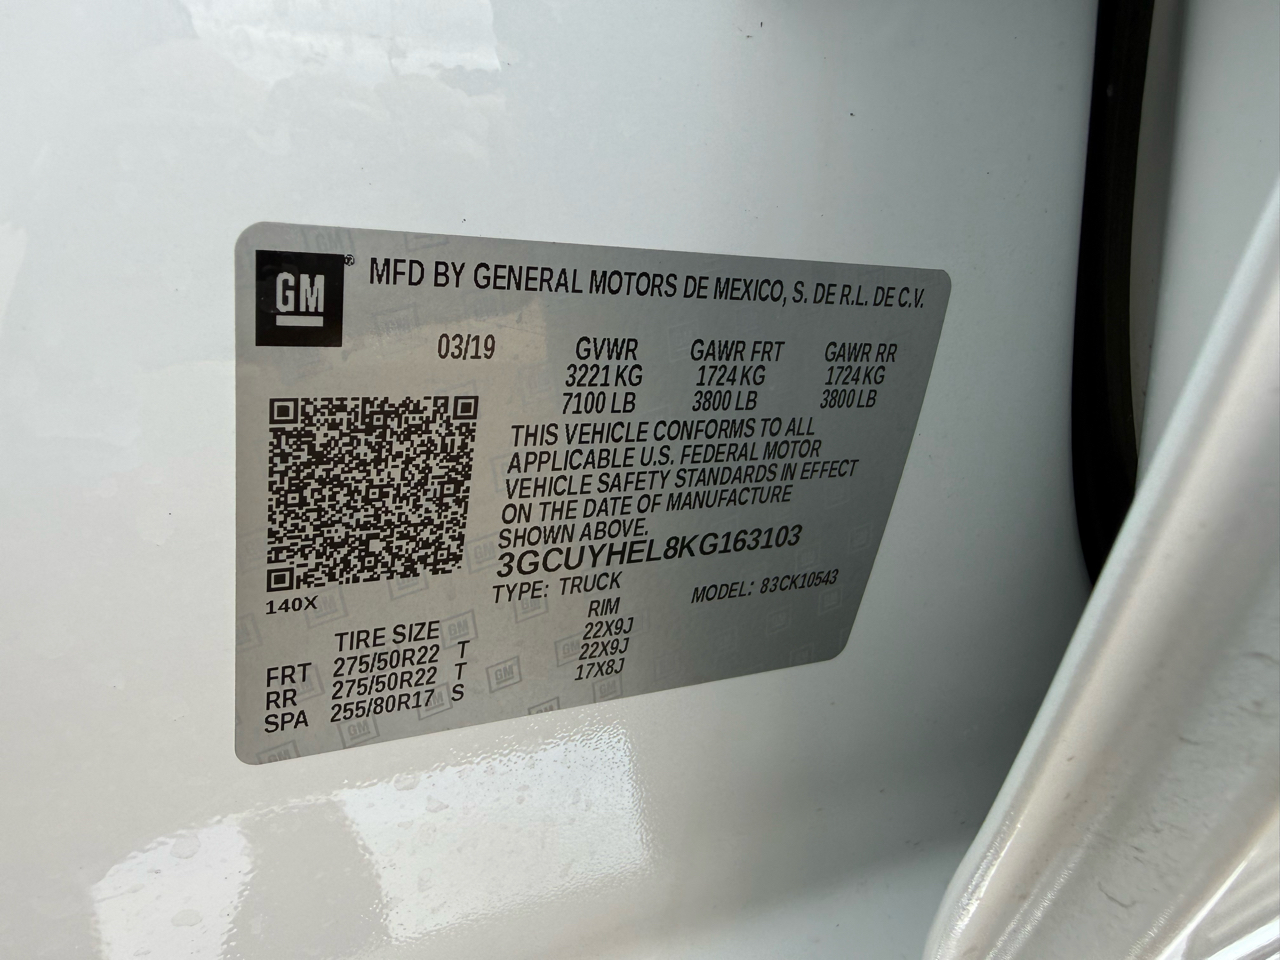 GM® MFD BY GENERAL MOTORS DE MEXICO, S. DE R.L. DE C.V.
03/19 GVWR GAWR FRT GAWR RR
3221 KG 1724 KG 1724 KG
7100 LB 3800 LB 3800 LB
THIS VEHICLE CONFORMS TO ALL
APPLICABLE U.S. FEDERAL MOTOR
VEHICLE SAFETY STANDARDS IN EFFECT
ON THE DATE OF MANUFACTURE
SHOWN ABOVE.
3GCUYHEL8KG163103
TYPE: TRUCK MODEL: 83CK10543
140X
TIRE SIZE RIM
FRT 275/50R22 T 22X9J
RR 275/50R22 T 22X9J
SPA 255/80R17 S 17X8J